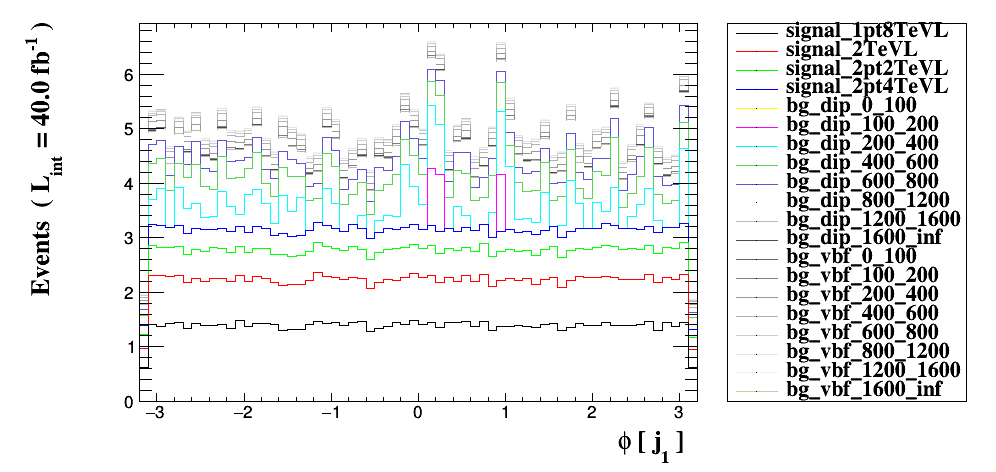 Events ( L_int = 40.0 fb^-1 )
6
5
4
3
2
1
0
−3 −2 −1 0 1 2 3
ϕ [ j_1 ]
signal_1pt8TeVL
signal_2TeVL
signal_2pt2TeVL
signal_2pt4TeVL
bg_dip_0_100
bg_dip_100_200
bg_dip_200_400
bg_dip_400_600
bg_dip_600_800
bg_dip_800_1200
bg_dip_1200_1600
bg_dip_1600_inf
bg_vbf_0_100
bg_vbf_100_200
bg_vbf_200_400
bg_vbf_400_600
bg_vbf_600_800
bg_vbf_800_1200
bg_vbf_1200_1600
bg_vbf_1600_inf